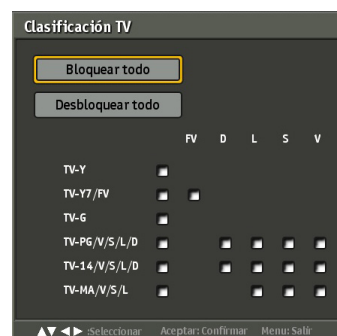 Clasificación TV
Bloquear todo
Desbloquear todo
FV D L S V
TV-Y
TV-Y7/FV
TV-G
TV-PG/V/S/L/D
TV-14/V/S/L/D
TV-MA/V/S/L
▲▼ ◀▶ :Seleccionar Aceptar: Confirmar Menu: Salir